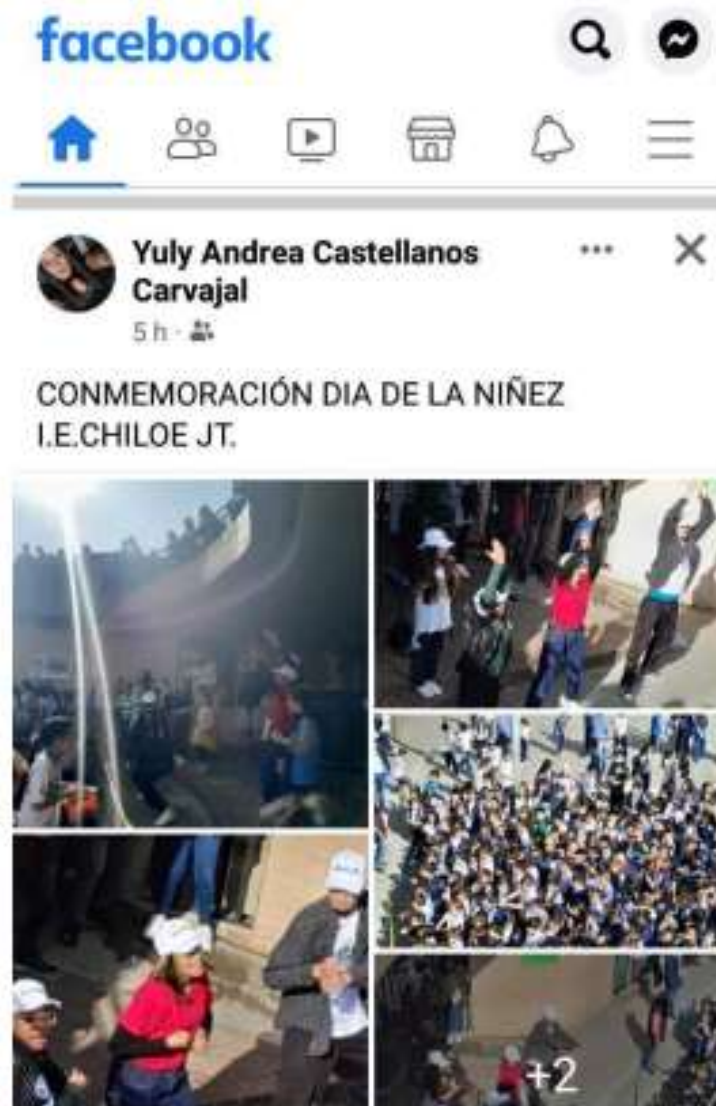 facebook
Yuly Andrea Castellanos
Carvajal
5 h ·
CONMEMORACIÓN DIA DE LA NIÑEZ
I.E.CHILOE JT.
+2